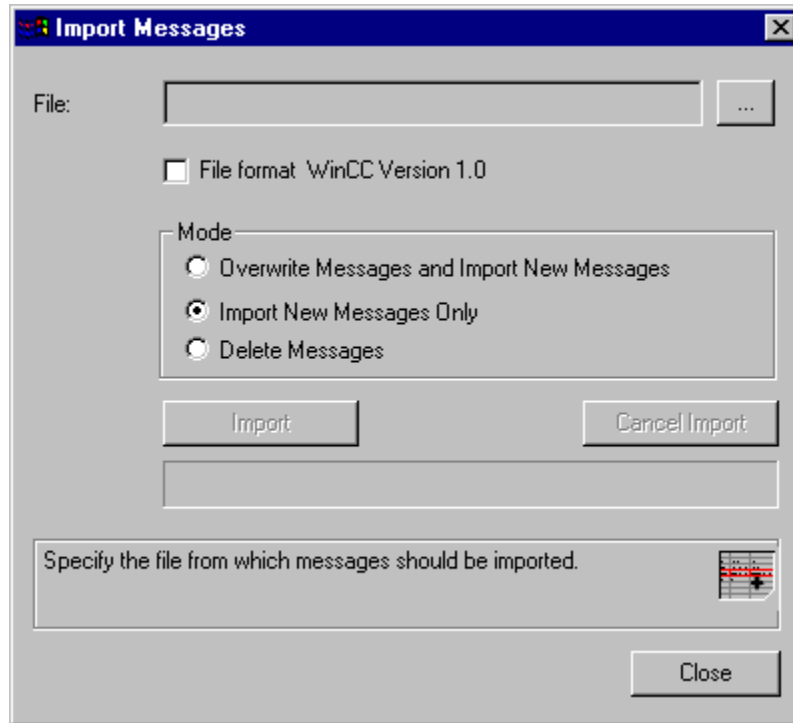 Import Messages
File:
...
File format  WinCC Version 1.0
Mode
Overwrite Messages and Import New Messages
Import New Messages Only
Delete Messages
Import
Cancel Import
Specify the file from which messages should be imported.
Close